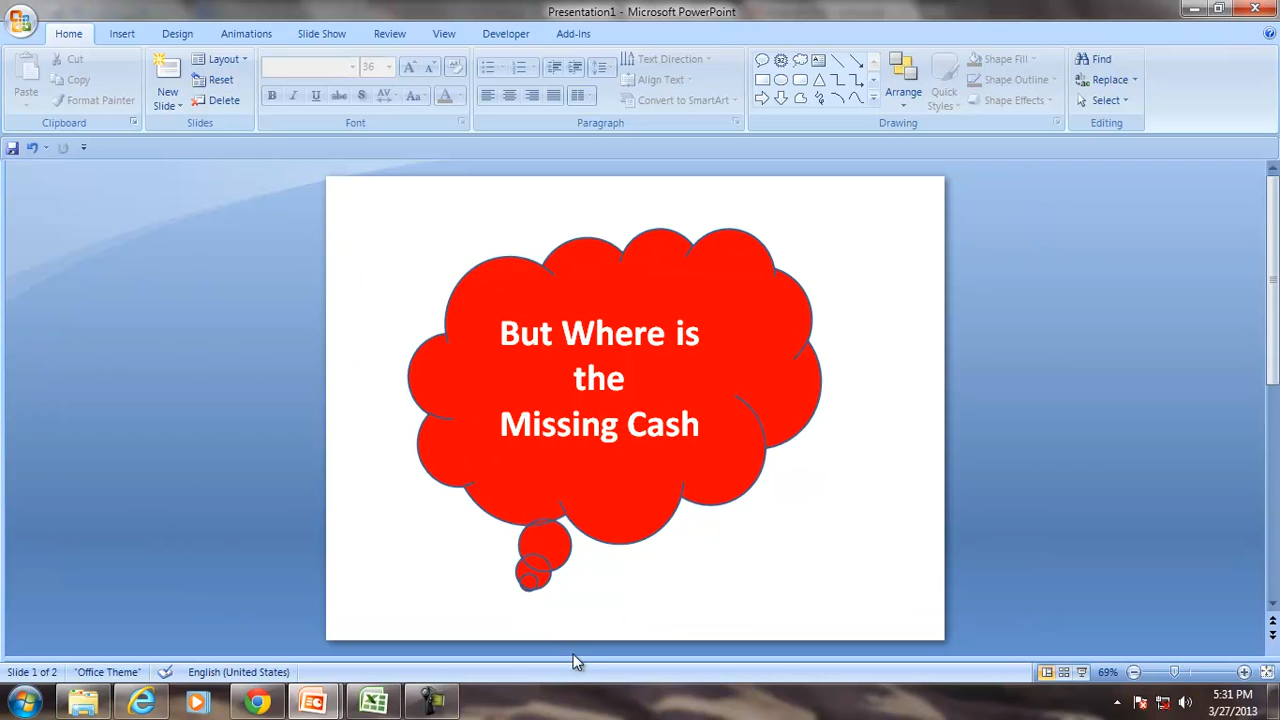 Presentation1 - Microsoft PowerPoint
Home Insert Design Animations Slide Show Review View Developer Add-Ins
Paste Cut Copy Format Painter
Clipboard
New Slide Layout Reset Delete
Slides
36
B I U abc S AV Aa A
Font
Text Direction Align Text Convert to SmartArt
Paragraph
Arrange Quick Styles Shape Fill Shape Outline Shape Effects
Drawing
Find Replace Select
Editing
But Where is
the
Missing Cash
Slide 1 of 2 "Office Theme" English (United States) 69%
5:31 PM
3/27/2013